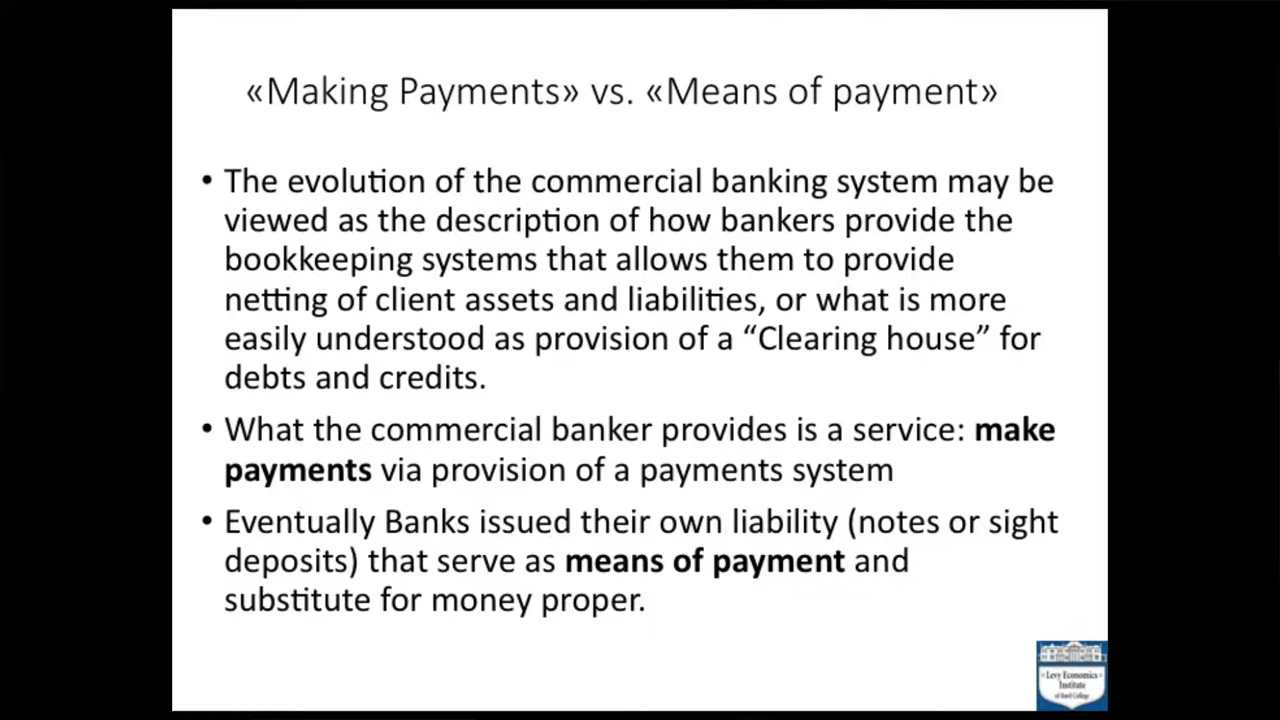 «Making Payments» vs. «Means of payment»
• The evolution of the commercial banking system may be
viewed as the description of how bankers provide the
bookkeeping systems that allows them to provide
netting of client assets and liabilities, or what is more
easily understood as provision of a “Clearing house” for
debts and credits.
• What the commercial banker provides is a service: make
payments via provision of a payments system
• Eventually Banks issued their own liability (notes or sight
deposits) that serve as means of payment and
substitute for money proper.
Levy Economics
Institute
of Bard College